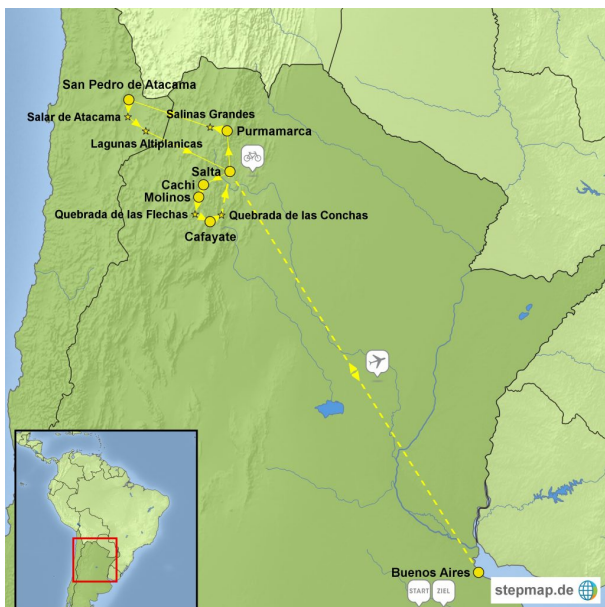 San Pedro de Atacama
Salinas Grandes
Salar de Atacama
Purmamarca
Lagunas Altiplanicas
Salta
Cachi
Molinos
Quebrada de las Flechas
Quebrada de las Conchas
Cafayate
Buenos Aires
START
ZIEL
stepmap.de